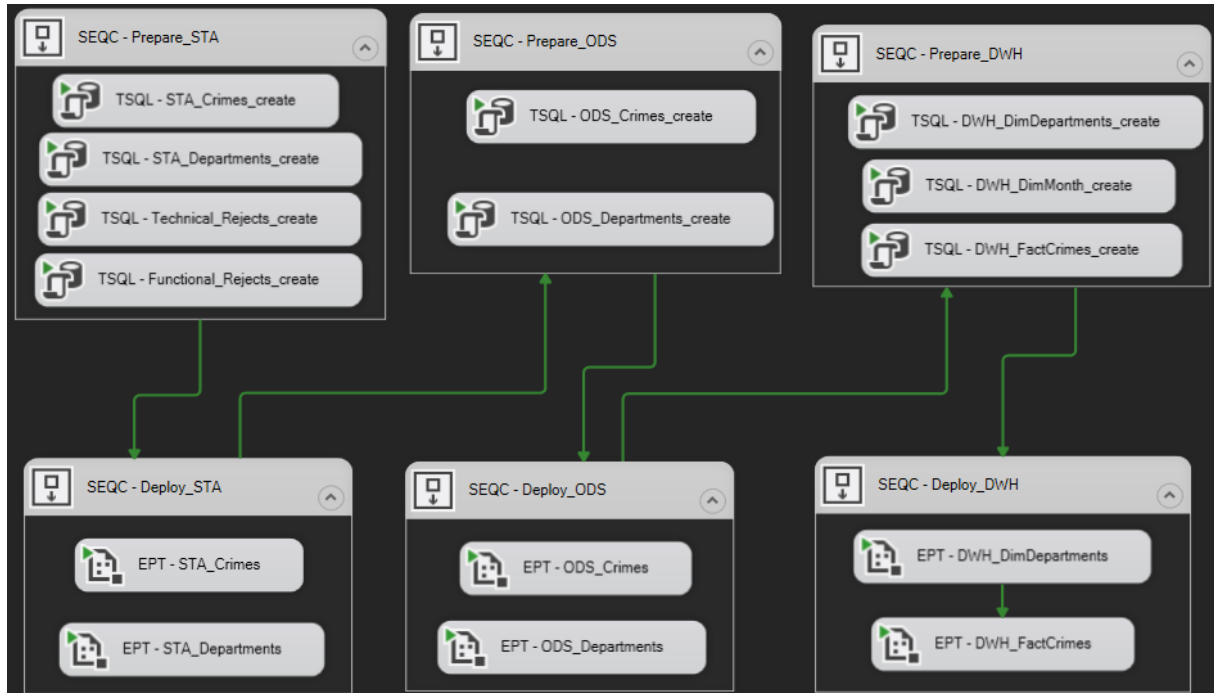 SEQC - Prepare_STA
TSQL - STA_Crimes_create
TSQL - STA_Departments_create
TSQL - Technical_Rejects_create
TSQL - Functional_Rejects_create
SEQC - Prepare_ODS
TSQL - ODS_Crimes_create
TSQL - ODS_Departments_create
SEQC - Prepare_DWH
TSQL - DWH_DimDepartments_create
TSQL - DWH_DimMonth_create
TSQL - DWH_FactCrimes_create
SEQC - Deploy_STA
EPT - STA_Crimes
EPT - STA_Departments
SEQC - Deploy_ODS
EPT - ODS_Crimes
EPT - ODS_Departments
SEQC - Deploy_DWH
EPT - DWH_DimDepartments
EPT - DWH_FactCrimes